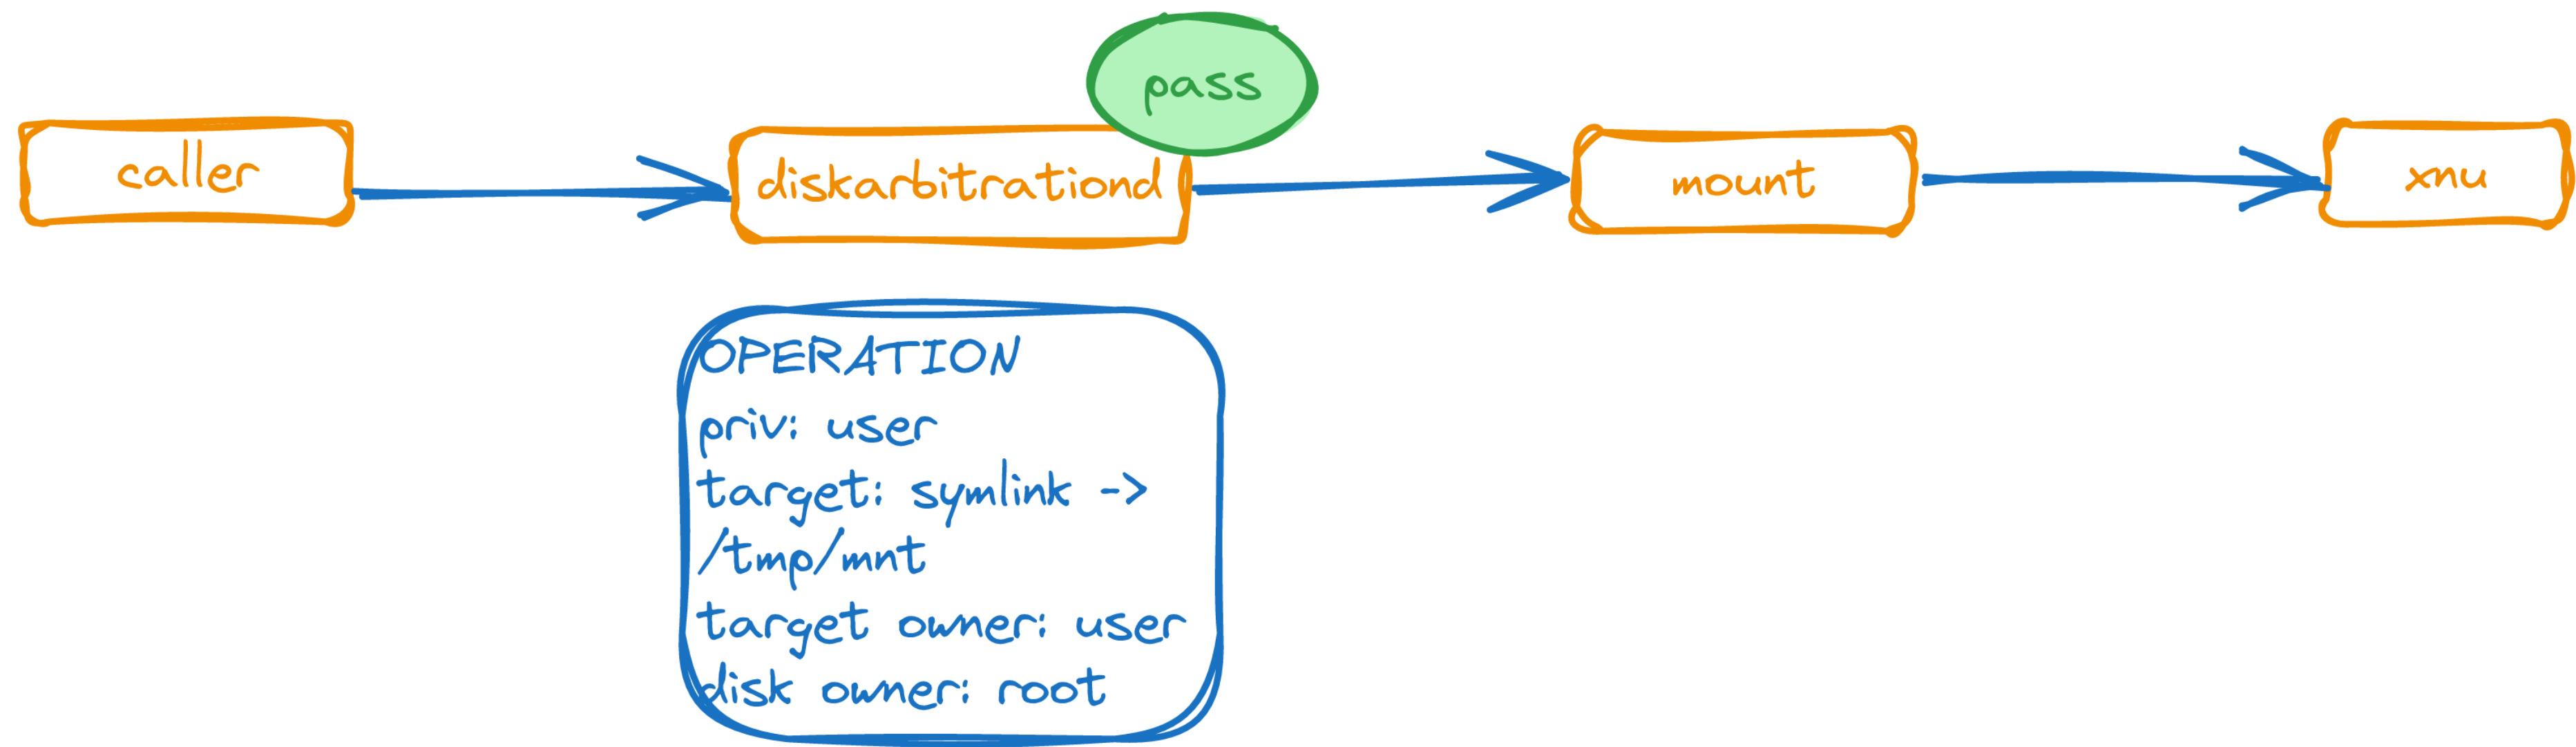 pass
caller
diskarbitrationd
mount
xnu
OPERATION
priv: user
target: symlink ->
/tmp/mnt
target owner: user
disk owner: root